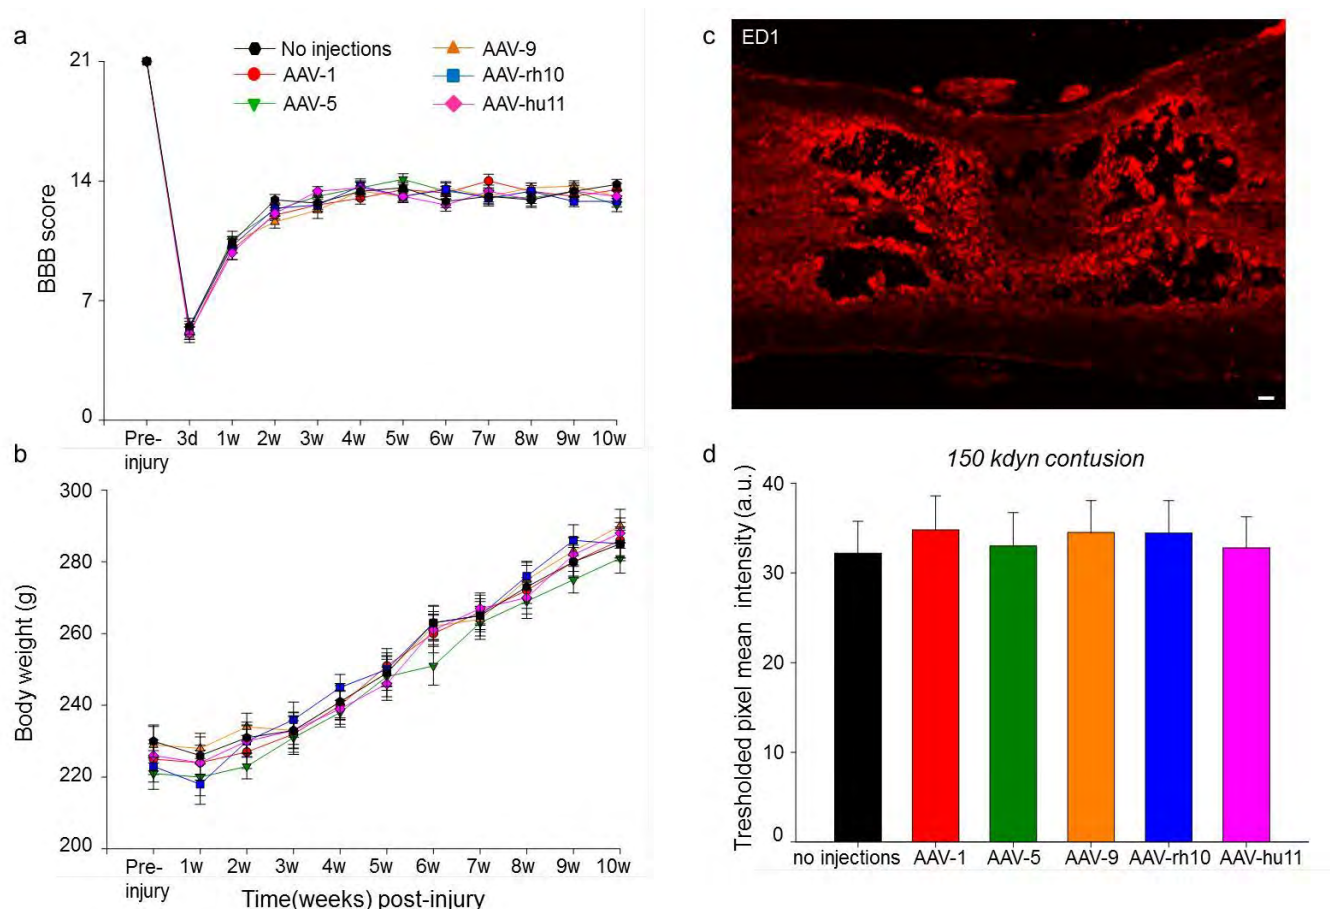 a
No injections
AAV-1
AAV-5
AAV-9
AAV-rh10
AAV-hu11
21
14
7
0
BBB score
Pre-
injury
3d 1w 2w 3w 4w 5w 6w 7w 8w 9w 10w
b
300
280
260
240
220
200
Body weight (g)
Pre-
injury
1w 2w 3w 4w 5w 6w 7w 8w 9w 10w
Time(weeks) post-injury
c
ED1
d
150 kdyn contusion
40
30
20
10
0
Tresholded pixel mean intensity (a.u.)
no injections AAV-1 AAV-5 AAV-9 AAV-rh10 AAV-hu11